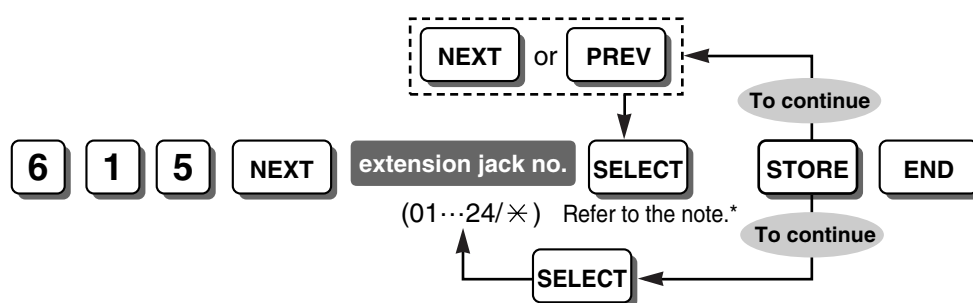 NEXT or PREV
To continue
6 1 5 NEXT extension jack no. SELECT STORE END
(01···24/✳) Refer to the note.*
To continue
SELECT